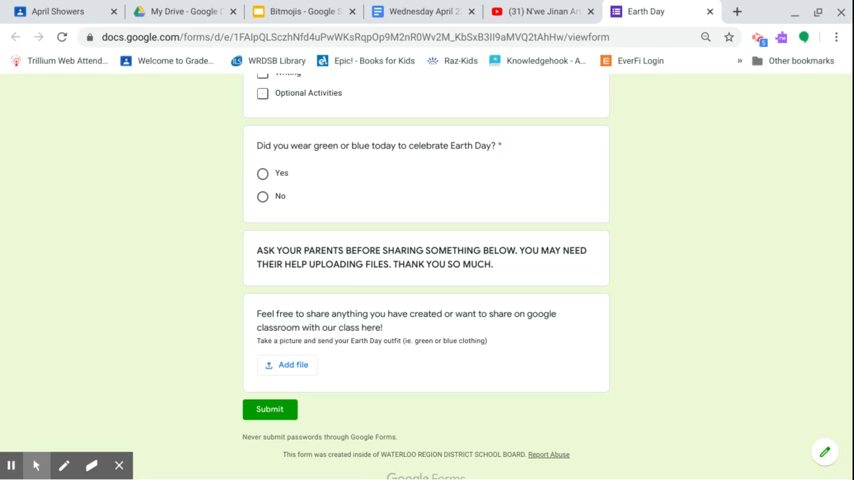 April Showers
My Drive - Google D
Bitmojis - Google S
Wednesday April 2
(31) N'we Jinan Art
Earth Day
docs.google.com/forms/d/e/1FAIpQLSczhNfd4uPwWKsRqpOp9M2nR0Wv2M_KbSxB3II9aMVQ2tAhHw/viewform
Trillium Web Attend...
Welcome to Grade...
WRDSB Library
Epic! - Books for Kids
Raz-Kids
Knowledgehook - A...
EverFi Login
»
Other bookmarks
Writing
Optional Activities
Did you wear green or blue today to celebrate Earth Day? *
Yes
No
ASK YOUR PARENTS BEFORE SHARING SOMETHING BELOW. YOU MAY NEED
THEIR HELP UPLOADING FILES. THANK YOU SO MUCH.
Feel free to share anything you have created or want to share on google
classroom with our class here!
Take a picture and send your Earth Day outfit (ie. green or blue clothing)
Add file
Submit
Never submit passwords through Google Forms.
This form was created inside of WATERLOO REGION DISTRICT SCHOOL BOARD. Report Abuse
Google Forms